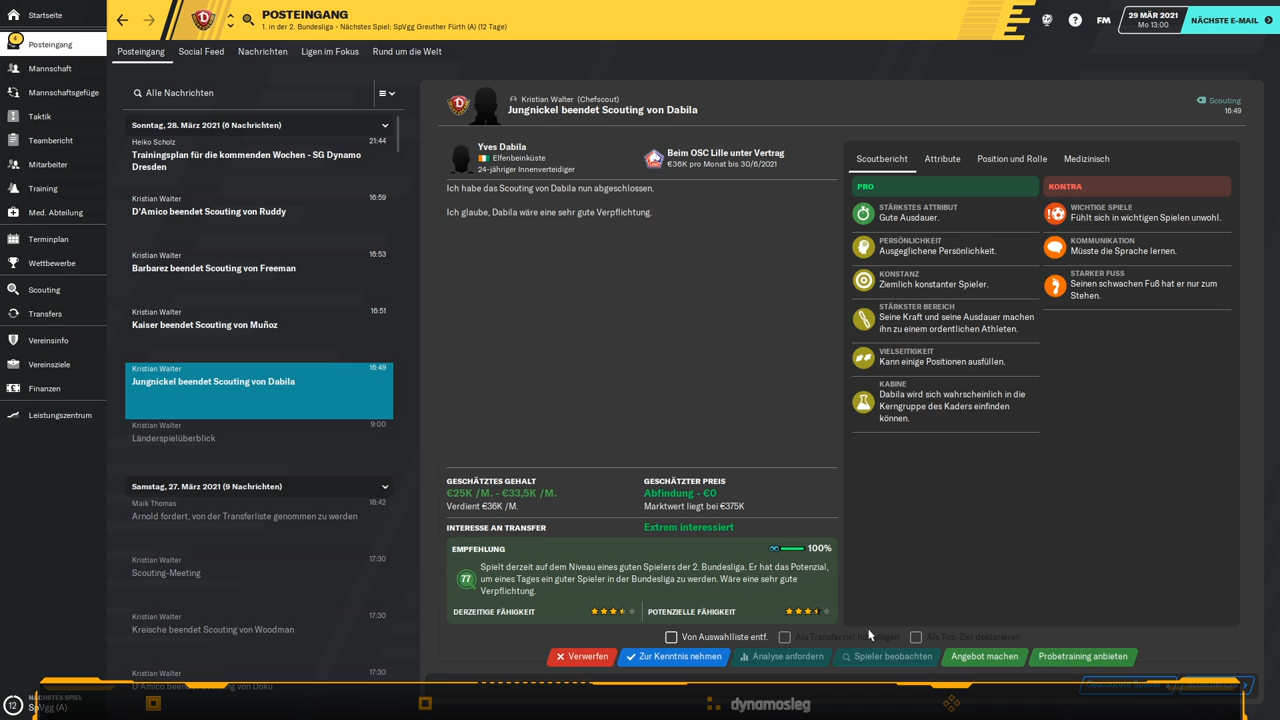 Startseite
Posteingang
4
Mannschaft
Mannschaftsgefüge
Taktik
Teambericht
Mitarbeiter
Training
Med. Abteilung
Terminplan
Wettbewerbe
Scouting
Transfers
Vereinsinfo
Vereinsziele
Finanzen
Leistungszentrum
POSTEINGANG
1. in der 2. Bundesliga - Nächstes Spiel: SpVgg Greuther Fürth (A) (12 Tage)
FM
29 MÄR 2021
Mo 13:00
NÄCHSTE E-MAIL
Posteingang Social Feed Nachrichten Ligen im Fokus Rund um die Welt
Alle Nachrichten
Sonntag, 28. März 2021 (6 Nachrichten)
Heiko Scholz 21:44
Trainingsplan für die kommenden Wochen - SG Dynamo
Dresden
Kristian Walter 16:59
D'Amico beendet Scouting von Ruddy
Kristian Walter 16:53
Barbarez beendet Scouting von Freeman
Kristian Walter 16:51
Kaiser beendet Scouting von Muñoz
Kristian Walter 16:49
Jungnickel beendet Scouting von Dabila
Kristian Walter 9:00
Länderspielüberblick
Samstag, 27. März 2021 (9 Nachrichten)
Maik Thomas 18:42
Arnold fordert, von der Transferliste genommen zu werden
Kristian Walter 17:30
Scouting-Meeting
Kristian Walter 17:30
Kreische beendet Scouting von Woodman
Kristian Walter 17:30
D'Amico beendet Scouting von Doku
Kristian Walter (Chefscout)
Jungnickel beendet Scouting von Dabila
Scouting
16:49
Yves Dabila
Elfenbeinküste
24-jähriger Innenverteidiger
Beim OSC Lille unter Vertrag
€36K pro Monat bis 30/6/2021
Ich habe das Scouting von Dabila nun abgeschlossen.
Ich glaube, Dabila wäre eine sehr gute Verpflichtung.
GESCHÄTZTES GEHALT
€25K /M. - €33,5K /M.
Verdient €36K /M.
GESCHÄTZTER PREIS
Abfindung - €0
Marktwert liegt bei €375K
INTERESSE AN TRANSFER Extrem interessiert
EMPFEHLUNG 100%
77
Spielt derzeit auf dem Niveau eines guten Spielers der 2. Bundesliga. Er hat das Potenzial,
um eines Tages ein guter Spieler in der Bundesliga zu werden. Wäre eine sehr gute
Verpflichtung.
DERZEITIGE FÄHIGKEIT POTENZIELLE FÄHIGKEIT
Scoutbericht Attribute Position und Rolle Medizinisch
PRO
STÄRKSTES ATTRIBUT
Gute Ausdauer.
PERSÖNLICHKEIT
Ausgeglichene Persönlichkeit.
KONSTANZ
Ziemlich konstanter Spieler.
STÄRKSTER BEREICH
Seine Kraft und seine Ausdauer machen
ihn zu einem ordentlichen Athleten.
VIELSEITIGKEIT
Kann einige Positionen ausfüllen.
KABINE
Dabila wird sich wahrscheinlich in die
Kerngruppe des Kaders einfinden
können.
KONTRA
WICHTIGE SPIELE
Fühlt sich in wichtigen Spielen unwohl.
KOMMUNIKATION
Müsste die Sprache lernen.
STARKER FUSS
Seinen schwachen Fuß hat er nur zum
Stehen.
Von Auswahlliste entf. Als Transferziel hinzufügen Als Top-Ziel deklarieren
Verwerfen Zur Kenntnis nehmen Analyse anfordern Spieler beobachten Angebot machen Probetraining anbieten
12
NÄCHSTES SPIEL
SpVgg (A)
dynamosleg